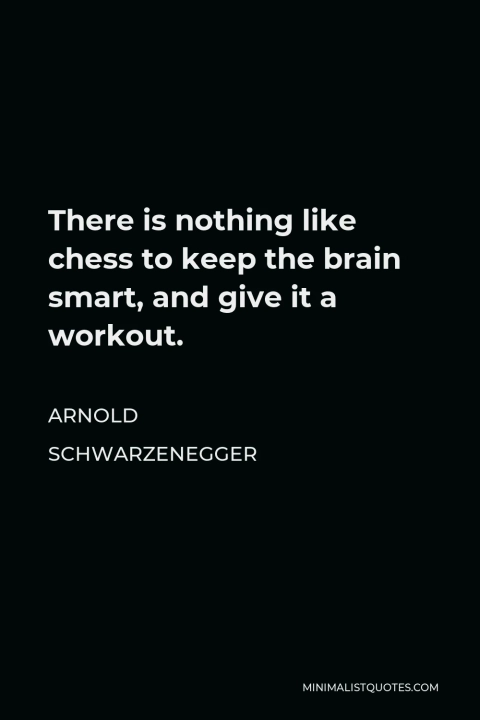 There is nothing like
chess to keep the brain
smart, and give it a
workout.
ARNOLD
SCHWARZENEGGER
MINIMALISTQUOTES.COM